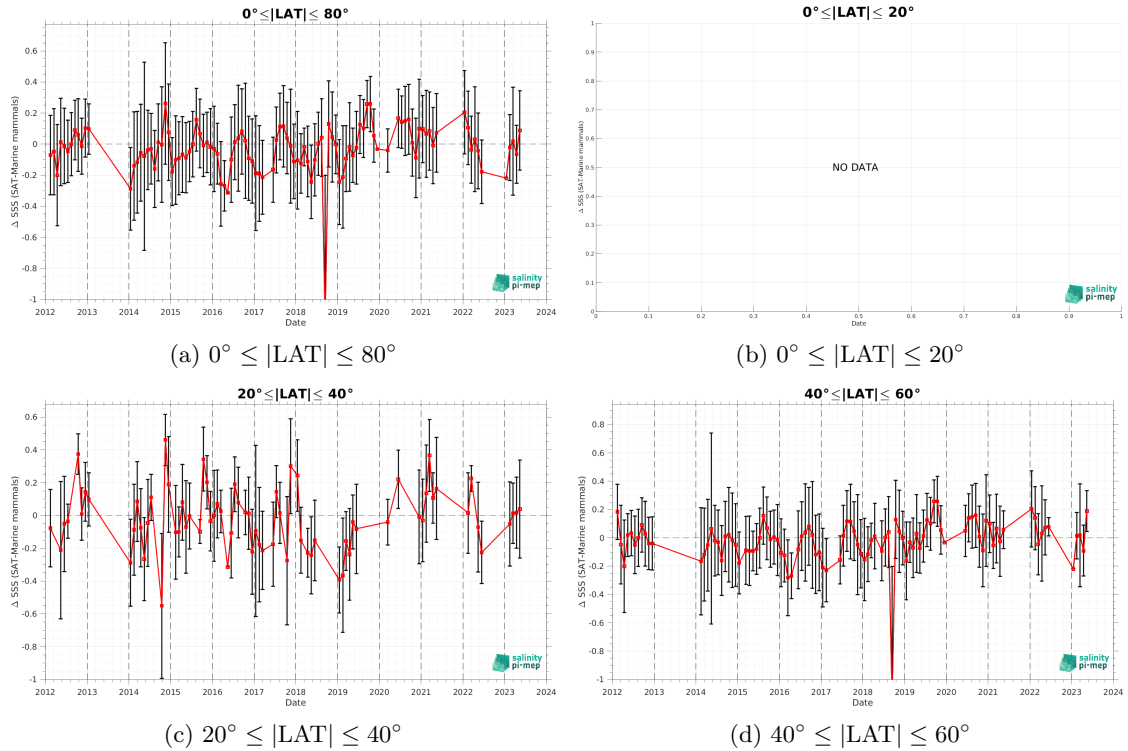 0°≤|LAT|≤ 80°
Δ SSS (SAT-Marine mammals)
0.6
0.4
0.2
0
-0.2
-0.4
-0.6
-0.8
-1
2012 2013 2014 2015 2016 2017 2018 2019 2020 2021 2022 2023 2024
Date
salinity
pi-mep
(a) 0° ≤ |LAT| ≤ 80°
0°≤|LAT|≤ 20°
Δ SSS (SAT-Marine mammals)
1
0.9
0.8
0.7
0.6
0.5
0.4
0.3
0.2
0.1
0
NO DATA
0 0.1 0.2 0.3 0.4 0.5 0.6 0.7 0.8 0.9 1
Date
salinity
pi-mep
(b) 0° ≤ |LAT| ≤ 20°
20°≤|LAT|≤ 40°
Δ SSS (SAT-Marine mammals)
0.6
0.4
0.2
0
-0.2
-0.4
-0.6
-0.8
-1
2012 2013 2014 2015 2016 2017 2018 2019 2020 2021 2022 2023 2024
Date
salinity
pi-mep
(c) 20° ≤ |LAT| ≤ 40°
40°≤|LAT|≤ 60°
Δ SSS (SAT-Marine mammals)
0.8
0.6
0.4
0.2
0
-0.2
-0.4
-0.6
-0.8
-1
2012 2013 2014 2015 2016 2017 2018 2019 2020 2021 2022 2023 2024
Date
salinity
pi-mep
(d) 40° ≤ |LAT| ≤ 60°